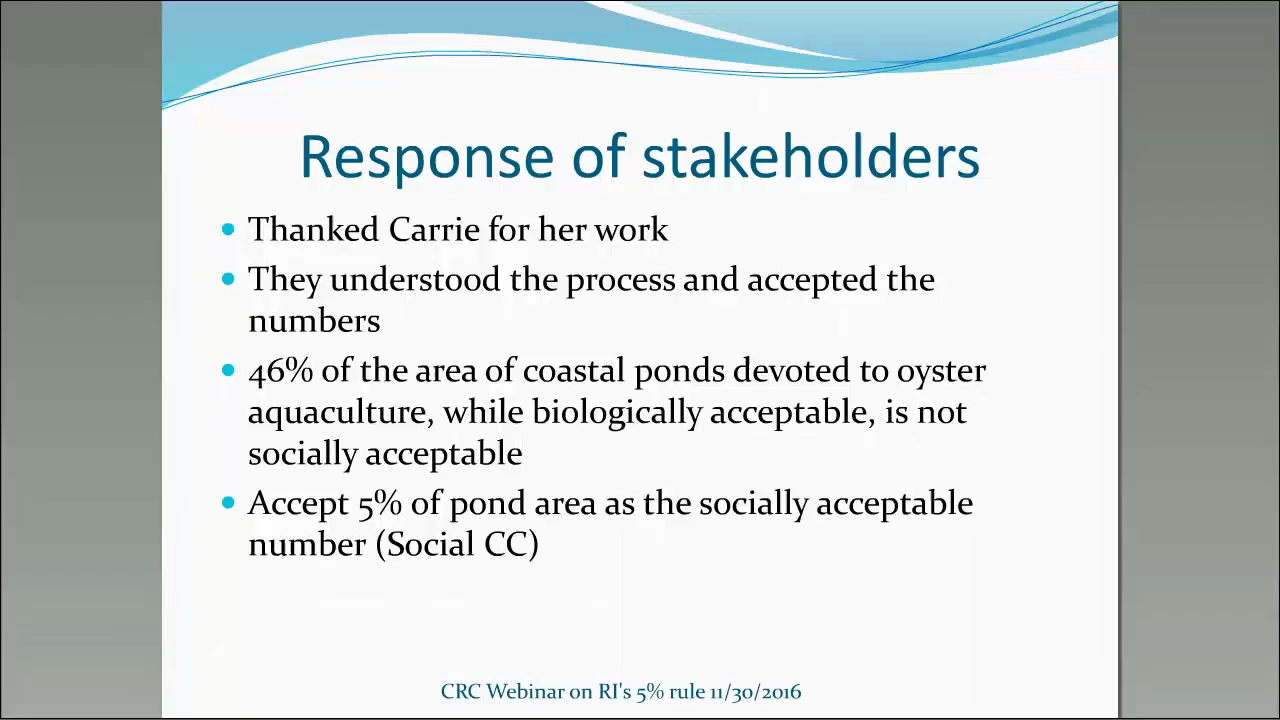 Response of stakeholders
• Thanked Carrie for her work
• They understood the process and accepted the
numbers
• 46% of the area of coastal ponds devoted to oyster
aquaculture, while biologically acceptable, is not
socially acceptable
• Accept 5% of pond area as the socially acceptable
number (Social CC)
CRC Webinar on RI's 5% rule 11/30/2016